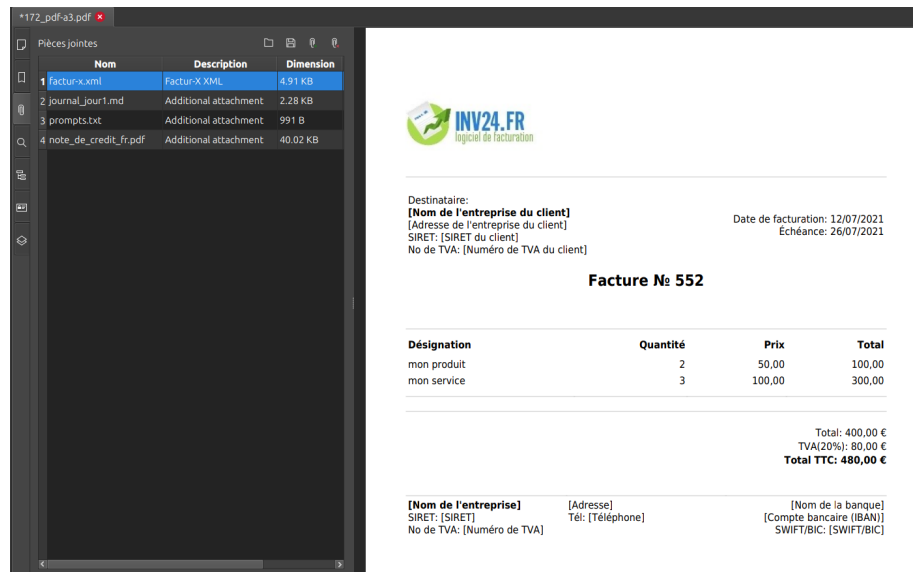 *172_pdf-a3.pdf
Pièces jointes
Nom Description Dimension
1 factur-x.xml Factur-X XML 4.91 KB
2 journal_jour1.md Additional attachment 2.28 KB
3 prompts.txt Additional attachment 991 B
4 note_de_credit_fr.pdf Additional attachment 40.02 KB
INV24.FR
logiciel de facturation
Destinataire:
[Nom de l'entreprise du client]
[Adresse de l'entreprise du client]
SIRET: [SIRET du client]
No de TVA: [Numéro de TVA du client]
Date de facturation: 12/07/2021
Échéance: 26/07/2021
Facture № 552
Désignation Quantité Prix Total
mon produit 2 50,00 100,00
mon service 3 100,00 300,00
Total: 400,00 €
TVA(20%): 80,00 €
Total TTC: 480,00 €
[Nom de l'entreprise] [Adresse] [Nom de la banque]
SIRET: [SIRET] Tél: [Téléphone] [Compte bancaire (IBAN)]
No de TVA: [Numéro de TVA] SWIFT/BIC: [SWIFT/BIC]